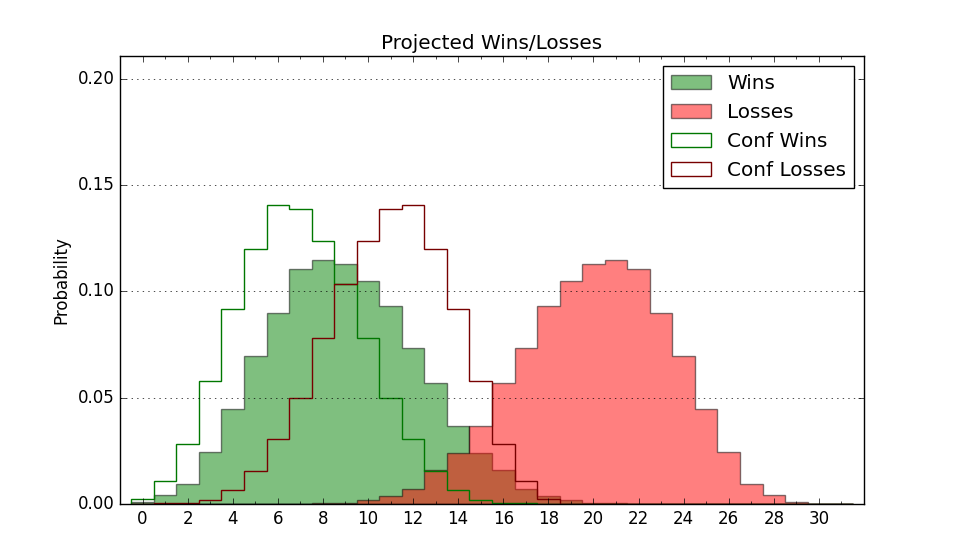 Projected Wins/Losses
Wins
Losses
Conf Wins
Conf Losses
Probability
0.20
0.15
0.10
0.05
0.00
0 2 4 6 8 10 12 14 16 18 20 22 24 26 28 30